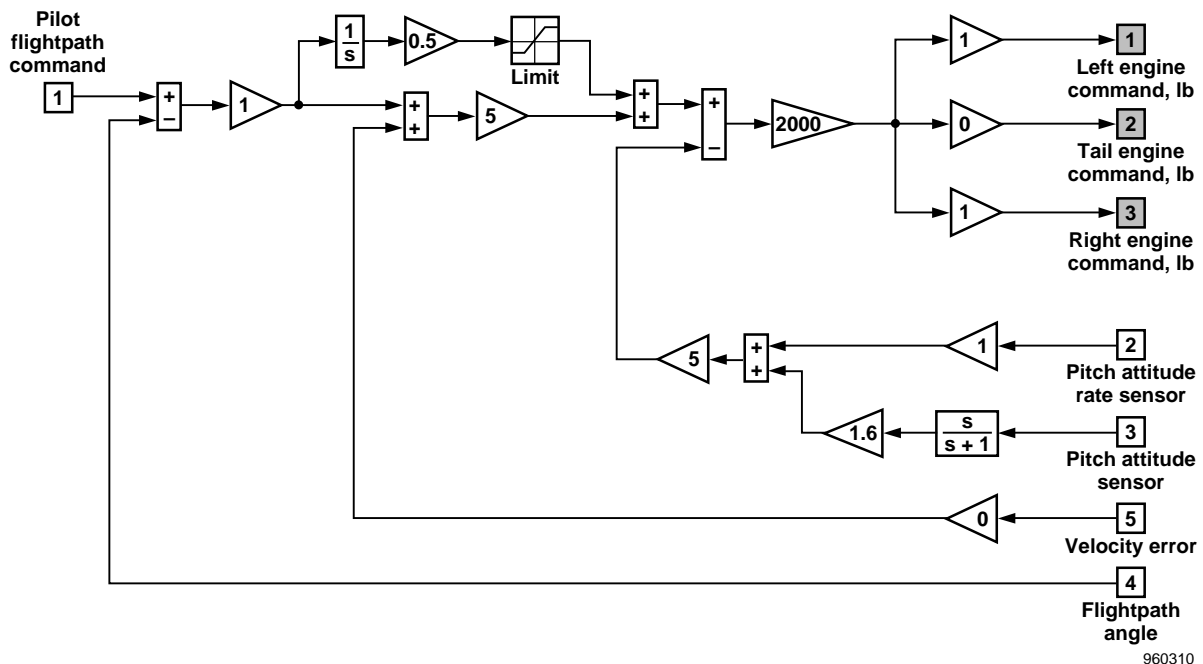 Pilot
flightpath
command
1
+
−
1
1
s
0.5
Limit
+
+
5
+
+
+
−
2000
1
1
Left engine
command, lb
0
2
Tail engine
command, lb
1
3
Right engine
command, lb
5
+
+
1
2
Pitch attitude
rate sensor
1.6
s
s + 1
3
Pitch attitude
sensor
0
5
Velocity error
4
Flightpath
angle
960310